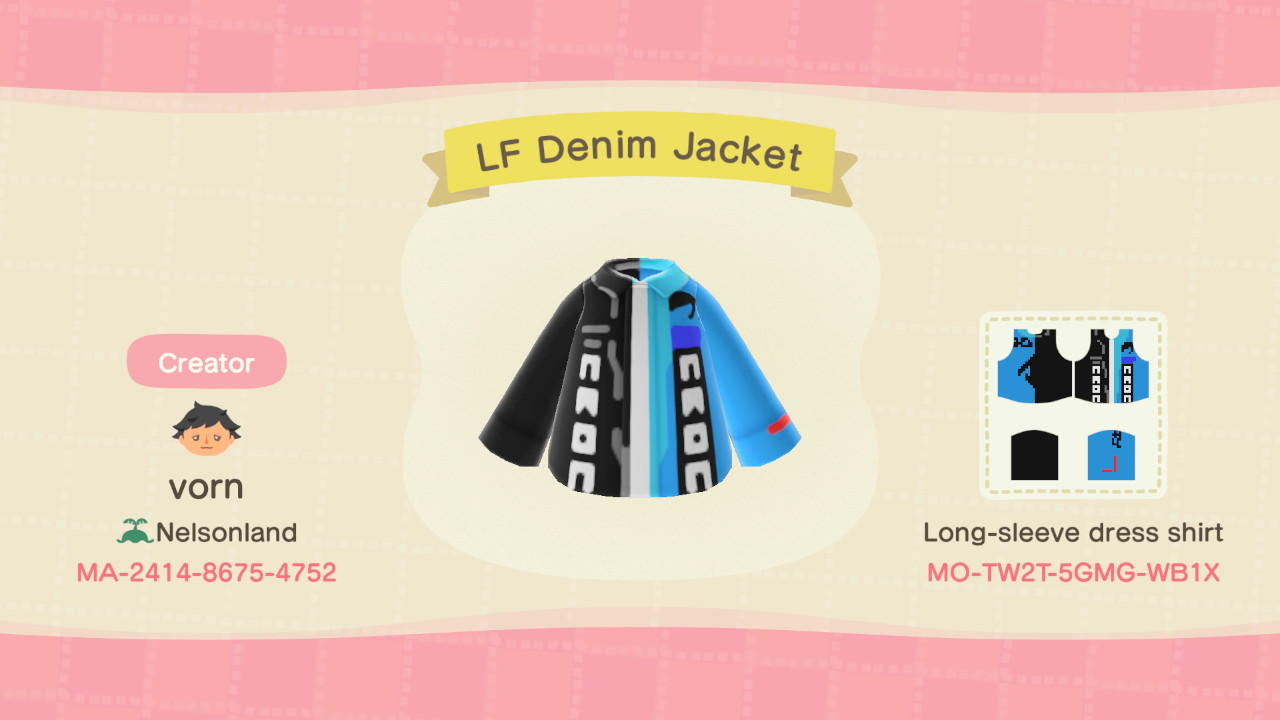 LF Denim Jacket
Creator
vorn
Nelsonland
MA-2414-8675-4752
Long-sleeve dress shirt
MO-TW2T-5GMG-WB1X